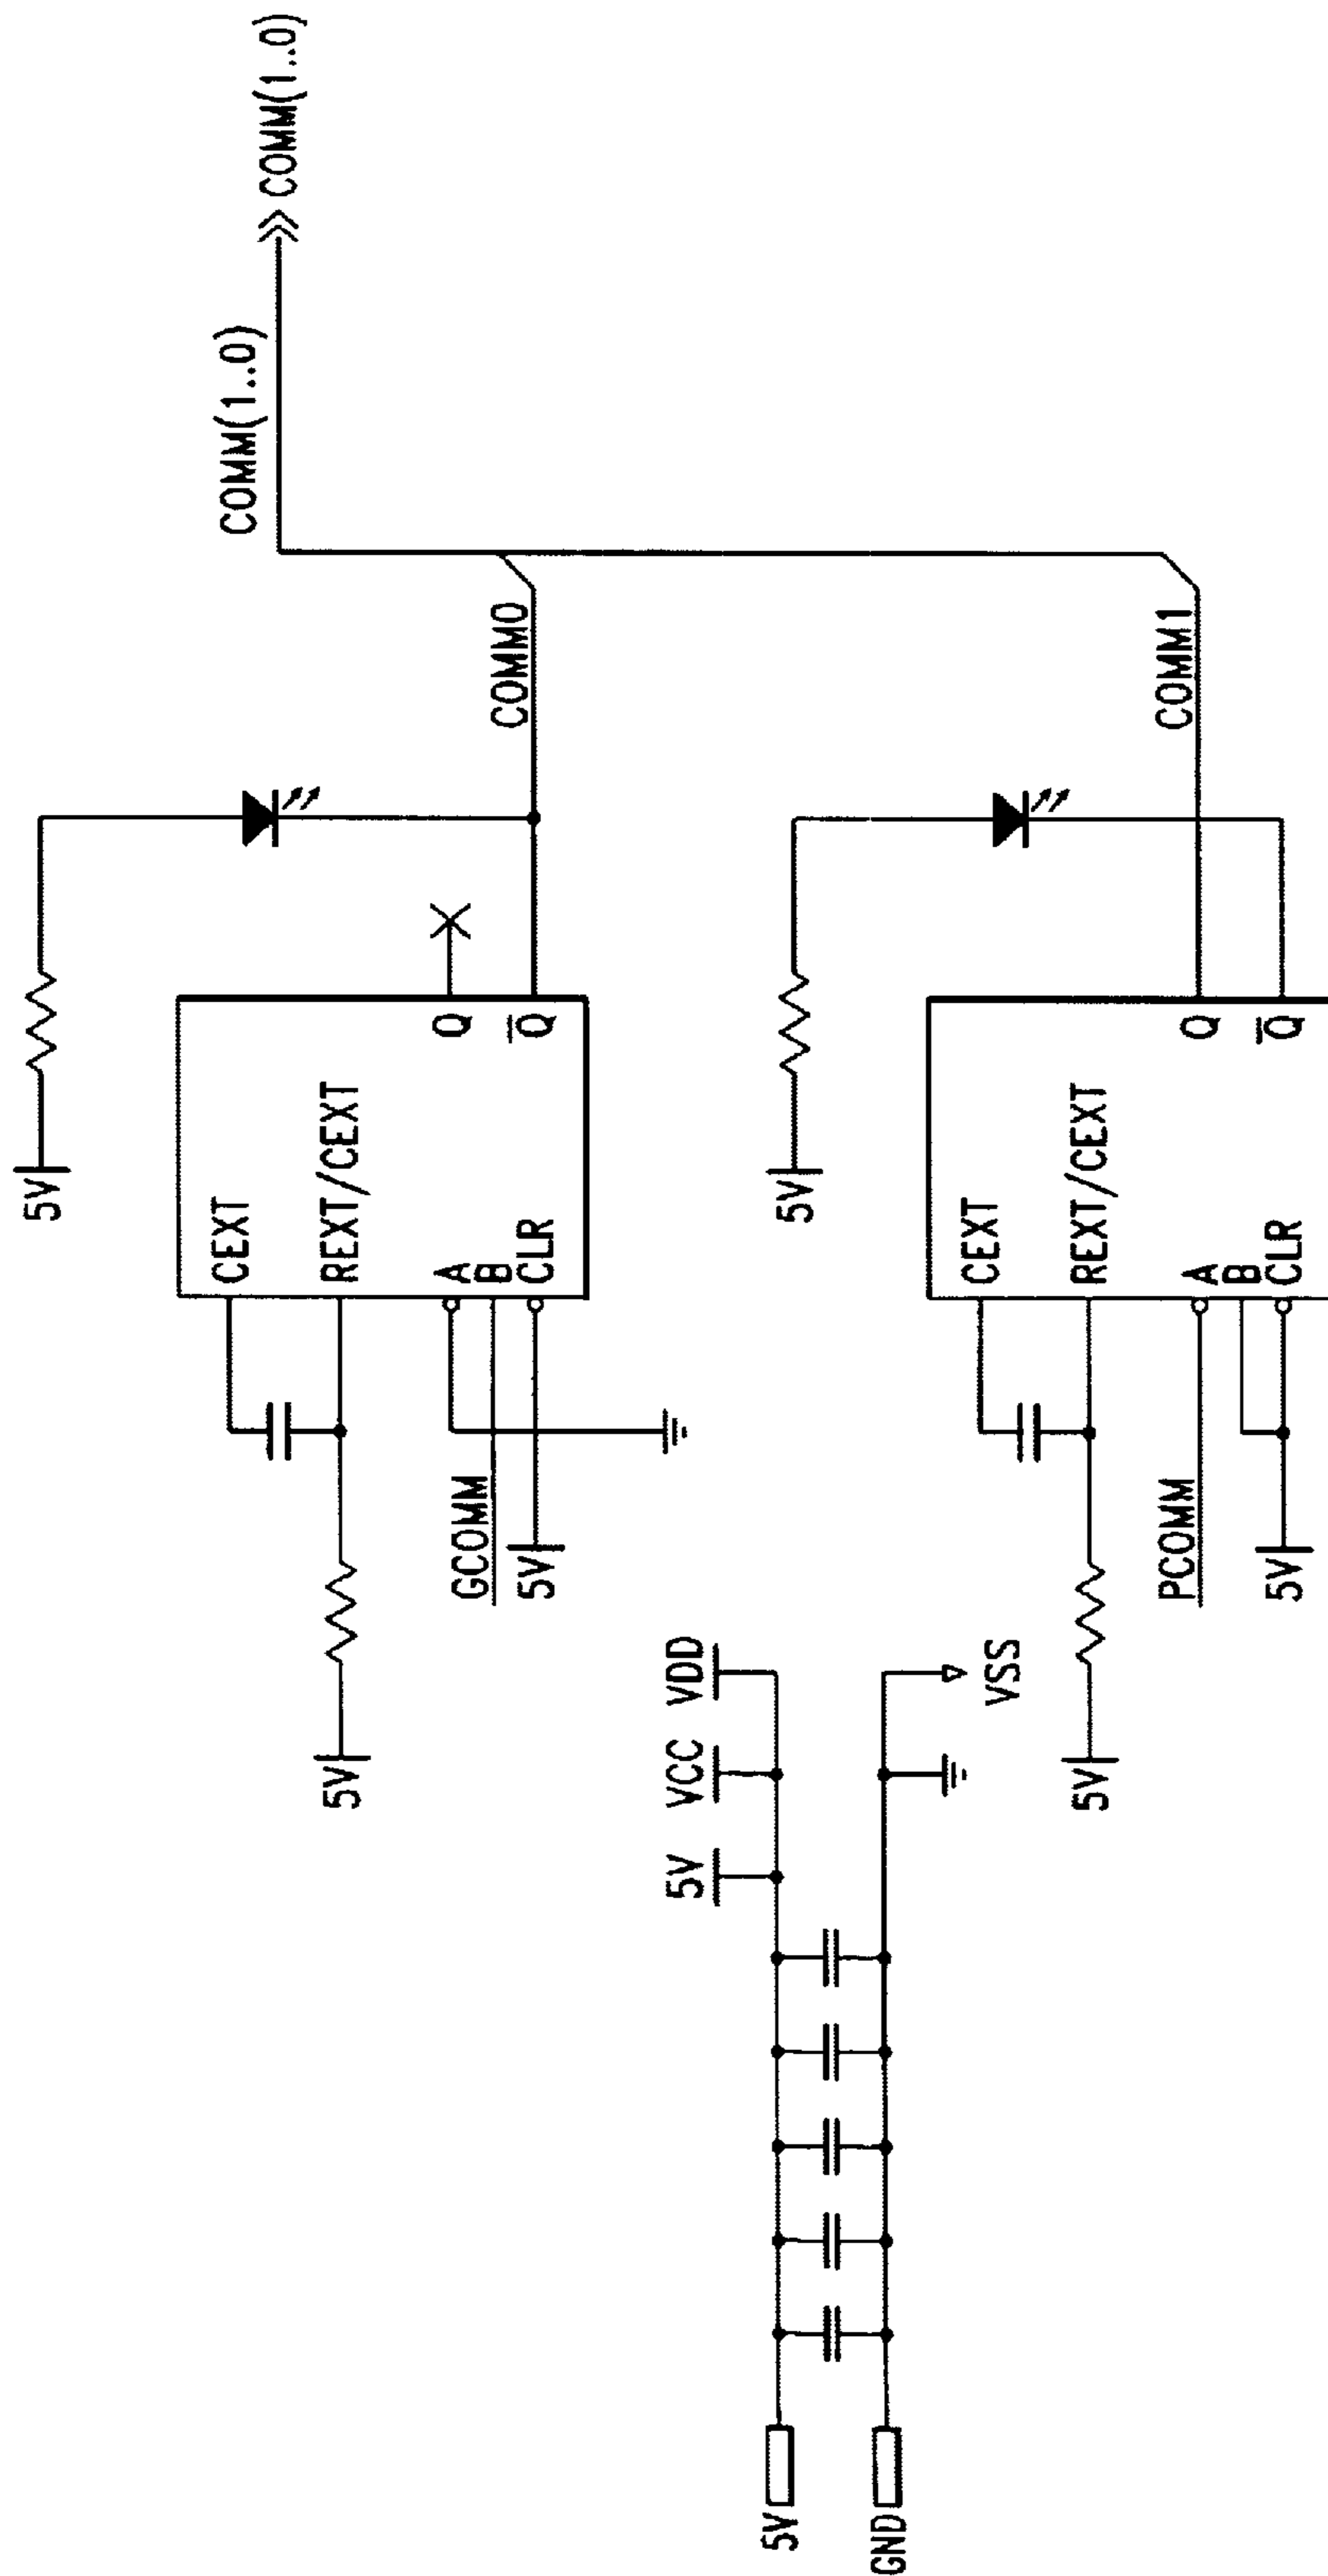 COMM(1..0)
COMM(1..0)
5V
CEXT
REXT/CEXT
A
B
CLR
Q
Q̅
COMM0
5V
GCOMM
5V
5V
CEXT
REXT/CEXT
A
B
CLR
Q
Q̅
COMM1
5V
PCOMM
5V
5V
VCC
VDD
VSS
5V
GND